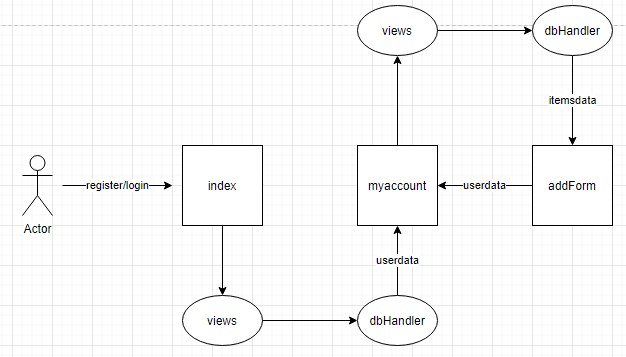 views
dbHandler
itemsdata
register/login
index
myaccount
userdata
addForm
Actor
userdata
views
dbHandler